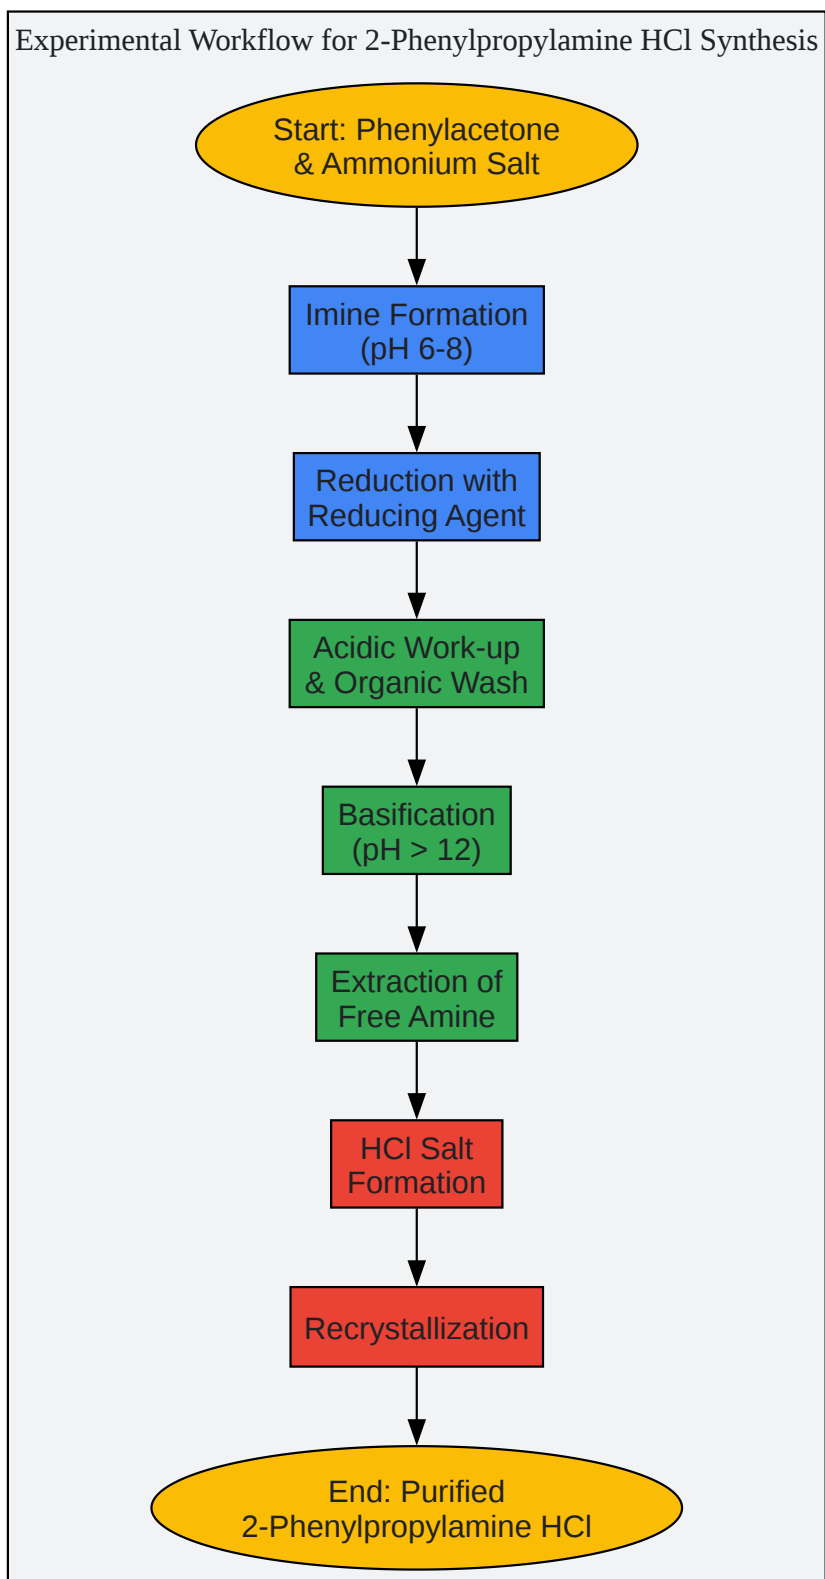 Experimental Workflow for 2-Phenylpropylamine HCl Synthesis
Start: Phenylacetone
& Ammonium Salt
Imine Formation
(pH 6-8)
Reduction with
Reducing Agent
Acidic Work-up
& Organic Wash
Basification
(pH > 12)
Extraction of
Free Amine
HCl Salt
Formation
Recrystallization
End: Purified
2-Phenylpropylamine HCl